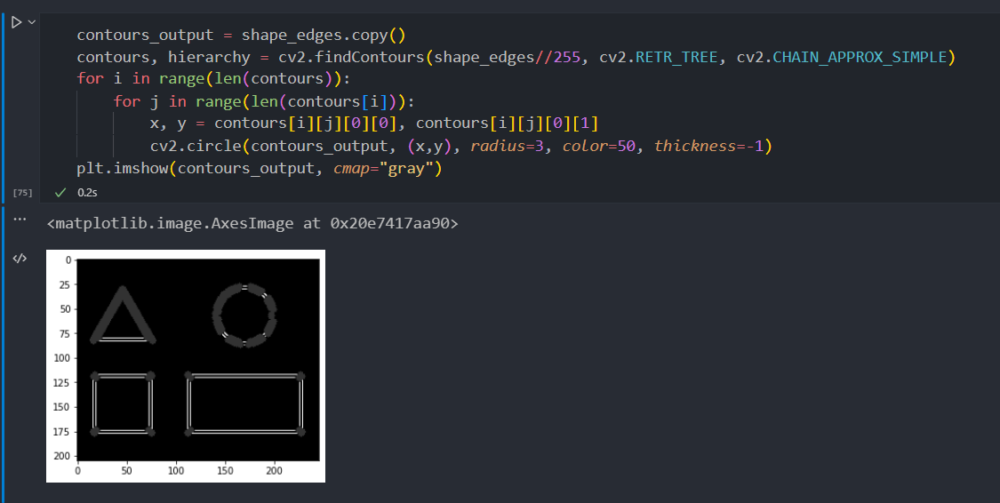 contours_output = shape_edges.copy()
contours, hierarchy = cv2.findContours(shape_edges//255, cv2.RETR_TREE, cv2.CHAIN_APPROX_SIMPLE)
for i in range(len(contours)):
    for j in range(len(contours[i])):
        x, y = contours[i][j][0][0], contours[i][j][0][1]
        cv2.circle(contours_output, (x,y), radius=3, color=50, thickness=-1)
plt.imshow(contours_output, cmap="gray")
[75] ✓ 0.2s
... <matplotlib.image.AxesImage at 0x20e7417aa90>
</>
0
25
50
75
100
125
150
175
200
0 50 100 150 200